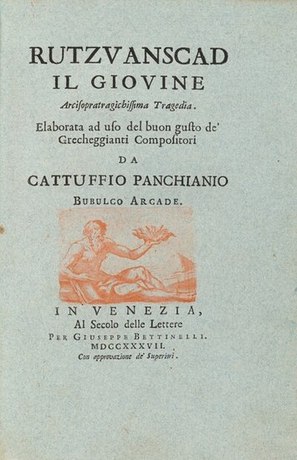 RUTZVANSCAD
IL GIOVINE
Arcisopratragichissima Tragedia.
Elaborata ad uso del buon gusto de'
Grecheggianti Compositori
DA
CATTUFFIO PANCHIANIO
BUBULCO ARCADE.
IN VENEZIA,
Al Secolo delle Lettere
PER GIUSEPPE BETTINELLI.
MDCCXXXVII.
Con approvazione de' Superiori.